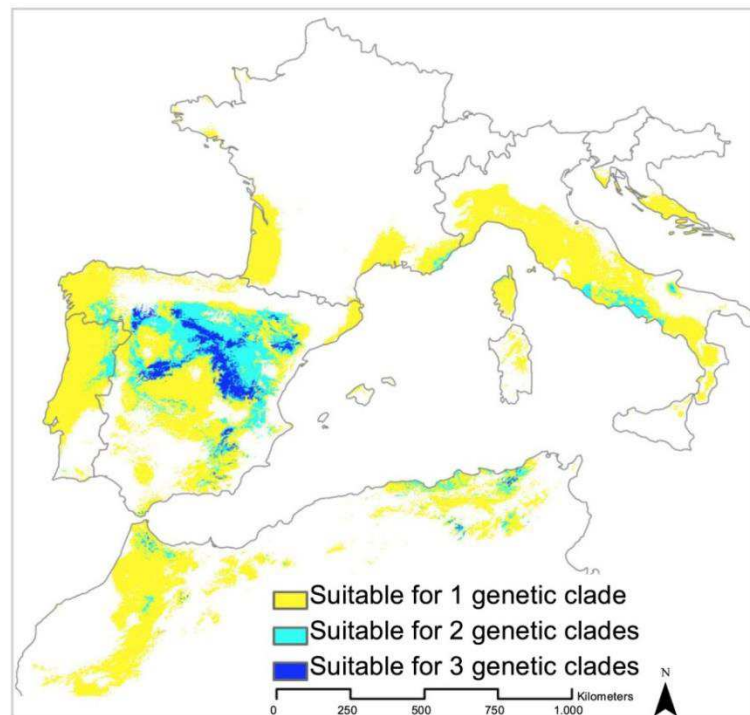 Suitable for 1 genetic clade
Suitable for 2 genetic clades
Suitable for 3 genetic clades
N
Kilometers
0 250 500 750 1.000